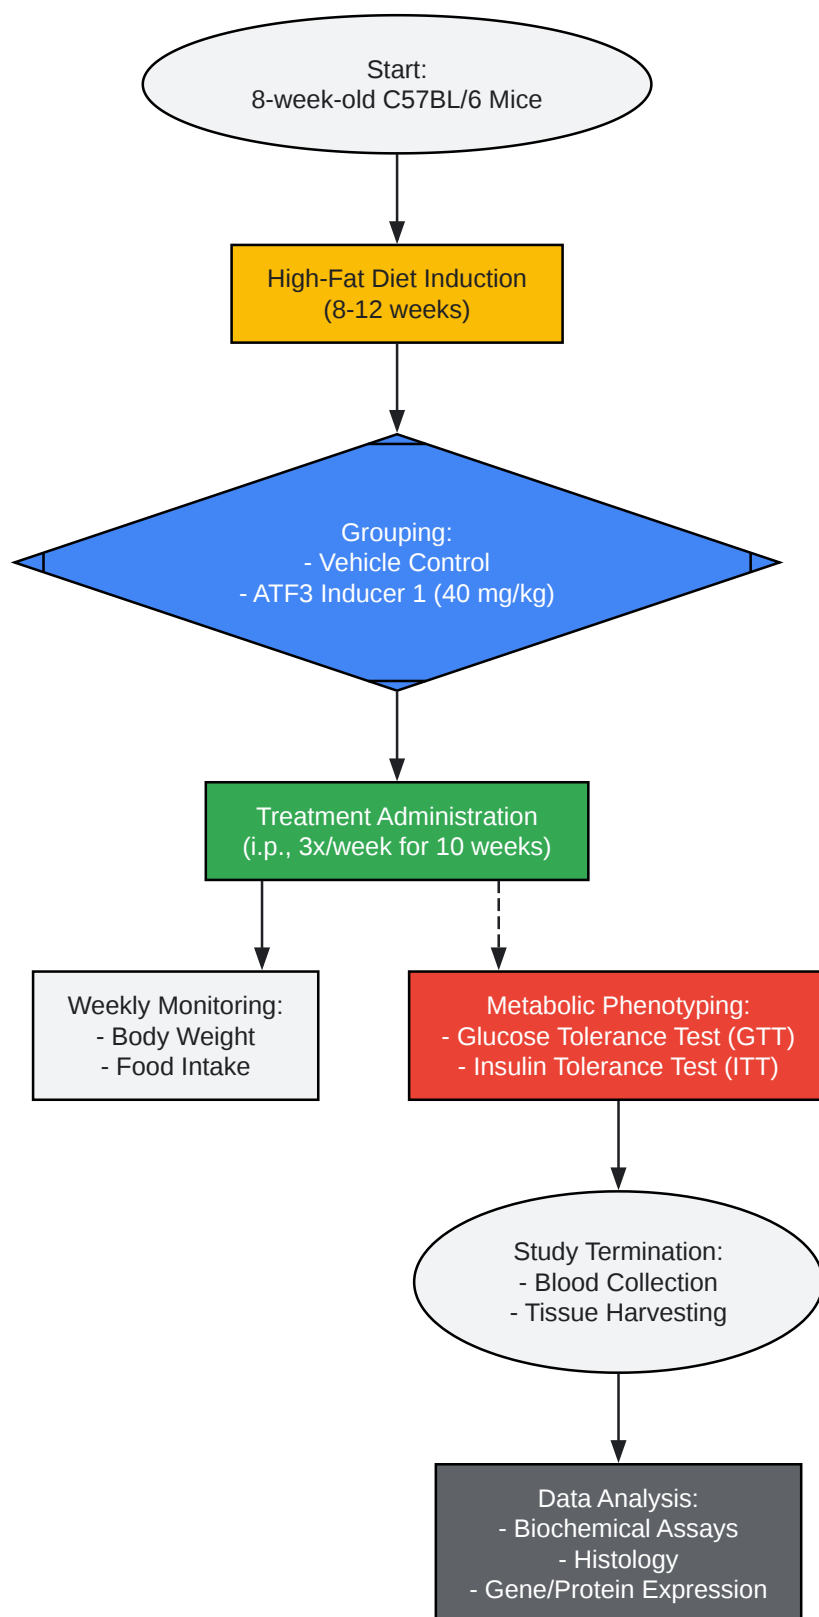 Start:
8-week-old C57BL/6 Mice
High-Fat Diet Induction
(8-12 weeks)
Grouping:
- Vehicle Control
- ATF3 Inducer 1 (40 mg/kg)
Treatment Administration
(i.p., 3x/week for 10 weeks)
Weekly Monitoring:
- Body Weight
- Food Intake
Metabolic Phenotyping:
- Glucose Tolerance Test (GTT)
- Insulin Tolerance Test (ITT)
Study Termination:
- Blood Collection
- Tissue Harvesting
Data Analysis:
- Biochemical Assays
- Histology
- Gene/Protein Expression